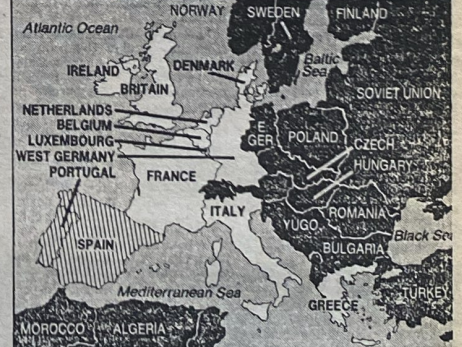 NORWAY
SWEDEN
FINLAND
Atlantic Ocean
Baltic
Sea
IRELAND
DENMARK
BRITAIN
SOVIET UNION
NETHERLANDS
BELGIUM
LUXEMBOURG
WEST GERMANY
PORTUGAL
E
GER
POLAND
CZECH.
HUNGARY
FRANCE
ITALY
ROMANIA
YUGO.
SPAIN
Black Se
BULGARIA
Mediterranean Sea
GREECE
TURKEY
MOROCCO
ALGERIA